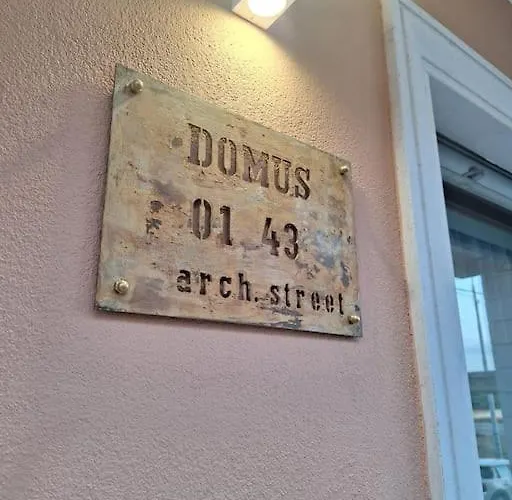 DOMUS
01 43
arch. street